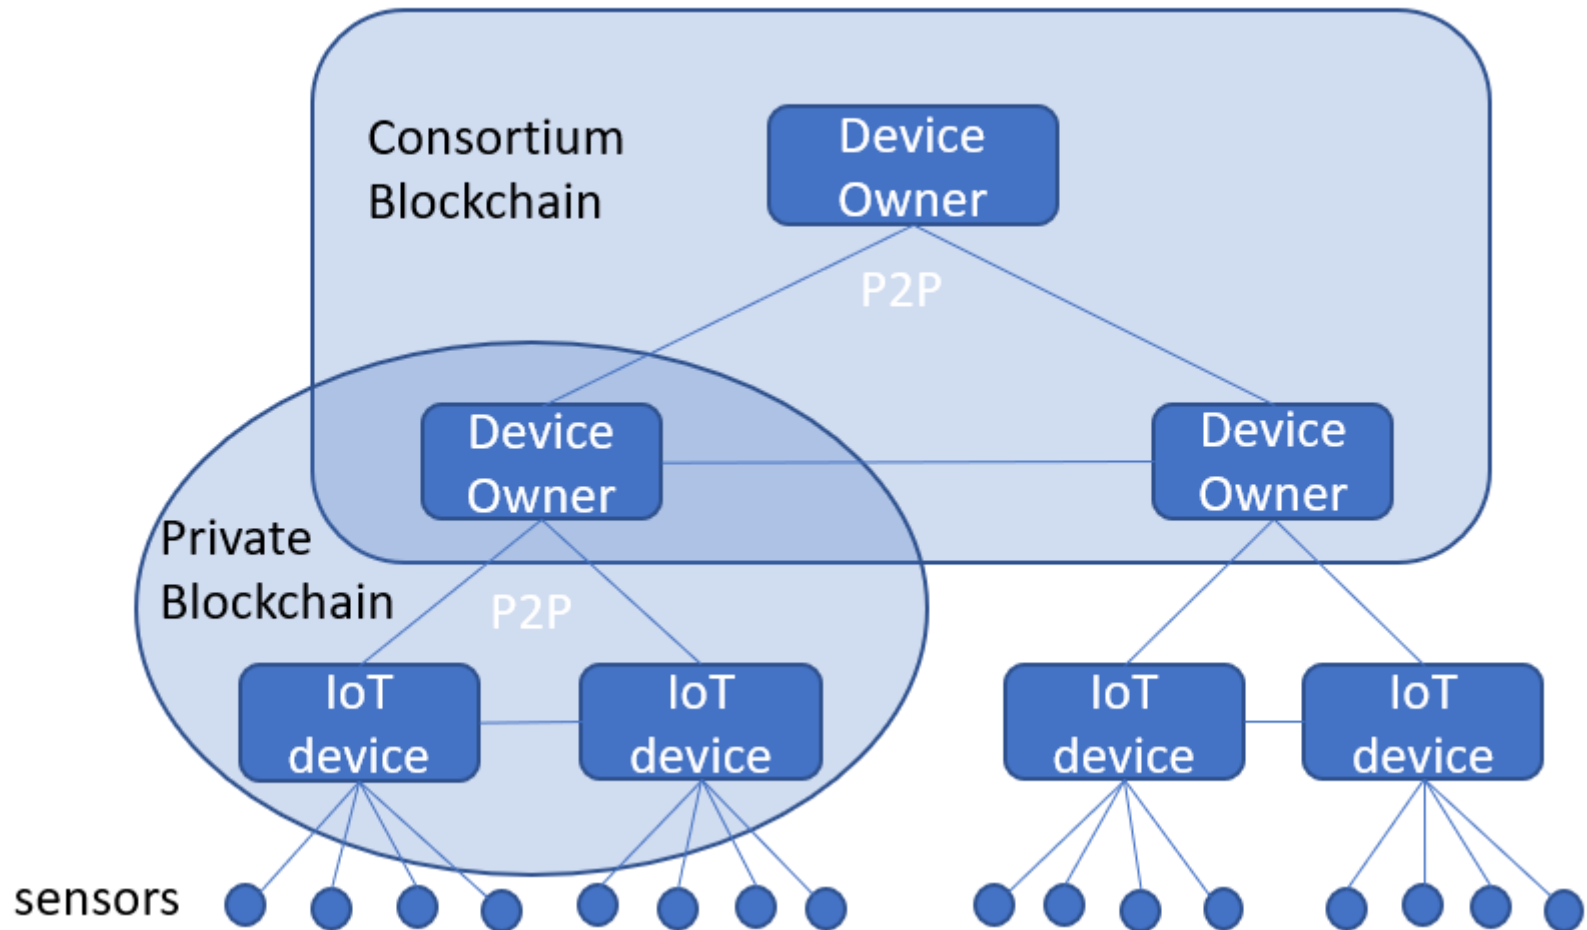 Consortium
Blockchain
Device
Owner
P2P
Device
Owner
Device
Owner
Private
Blockchain
P2P
IoT
device
IoT
device
IoT
device
IoT
device
sensors